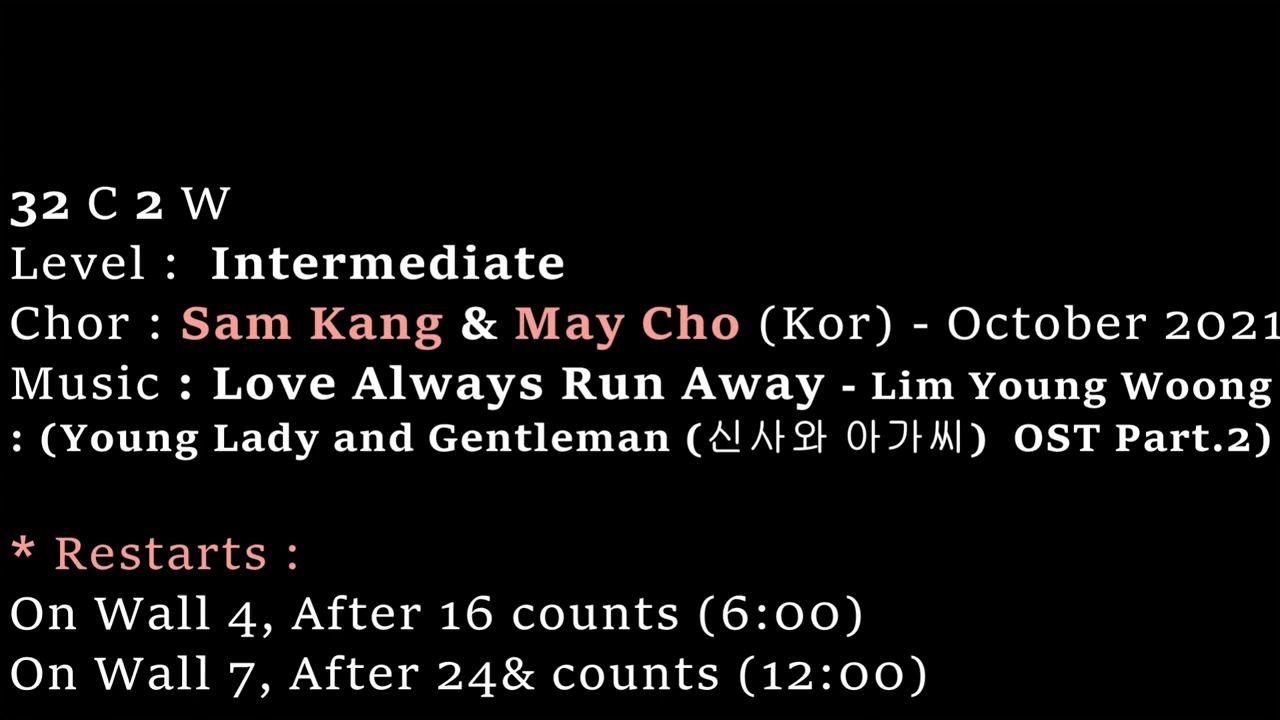 32 C 2 W
Level : Intermediate
Chor : Sam Kang & May Cho (Kor) - October 2021
Music : Love Always Run Away - Lim Young Woong
: (Young Lady and Gentleman (신사와 아가씨) OST Part.2)
* Restarts :
On Wall 4, After 16 counts (6:00)
On Wall 7, After 24& counts (12:00)